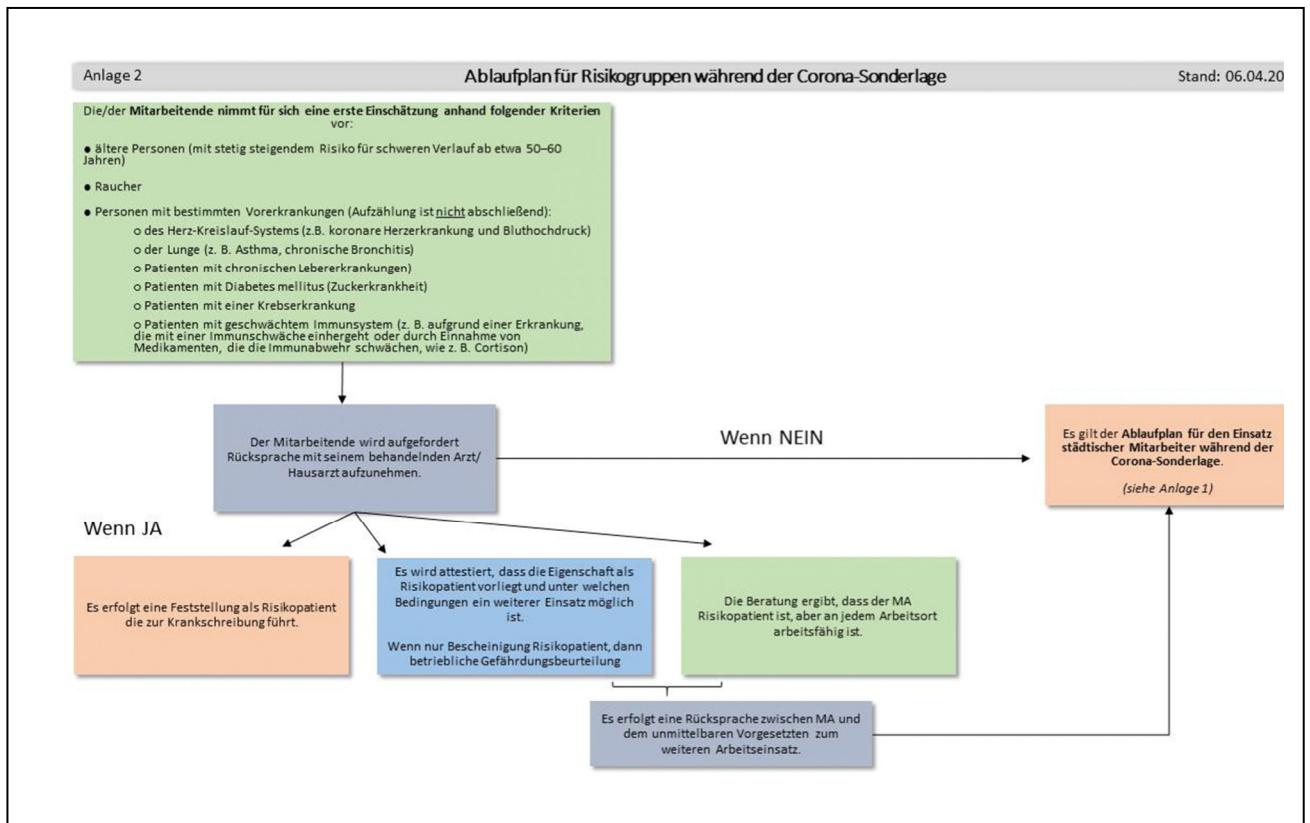 Anlage 2
Ablaufplan für Risikogruppen während der Corona-Sonderlage
Stand: 06.04.20
Die/der Mitarbeitende nimmt für sich eine erste Einschätzung anhand folgender Kriterien
vor:
● ältere Personen (mit stetig steigendem Risiko für schweren Verlauf ab etwa 50–60
Jahren)
● Raucher
● Personen mit bestimmten Vorerkrankungen (Aufzählung ist nicht abschließend):
o des Herz-Kreislauf-Systems (z.B. koronare Herzerkrankung und Bluthochdruck)
o der Lunge (z. B. Asthma, chronische Bronchitis)
o Patienten mit chronischen Lebererkrankungen)
o Patienten mit Diabetes mellitus (Zuckerkrankheit)
o Patienten mit einer Krebserkrankung
o Patienten mit geschwächtem Immunsystem (z. B. aufgrund einer Erkrankung,
die mit einer Immunschwäche einhergeht oder durch Einnahme von
Medikamenten, die die Immunabwehr schwächen, wie z. B. Cortison)
Der Mitarbeitende wird aufgefordert
Rücksprache mit seinem behandelnden Arzt/
Hausarzt aufzunehmen.
Wenn NEIN
Es gilt der Ablaufplan für den Einsatz
städtischer Mitarbeiter während der
Corona-Sonderlage.
(siehe Anlage 1)
Wenn JA
Es erfolgt eine Feststellung als Risikopatient
die zur Krankschreibung führt.
Es wird attestiert, dass die Eigenschaft als
Risikopatient vorliegt und unter welchen
Bedingungen ein weiterer Einsatz möglich
ist.
Wenn nur Bescheinigung Risikopatient, dann
betriebliche Gefährdungsbeurteilung
Die Beratung ergibt, dass der MA
Risikopatient ist, aber an jedem Arbeitsort
arbeitsfähig ist.
Es erfolgt eine Rücksprache zwischen MA und
dem unmittelbaren Vorgesetzten zum
weiteren Arbeitseinsatz.